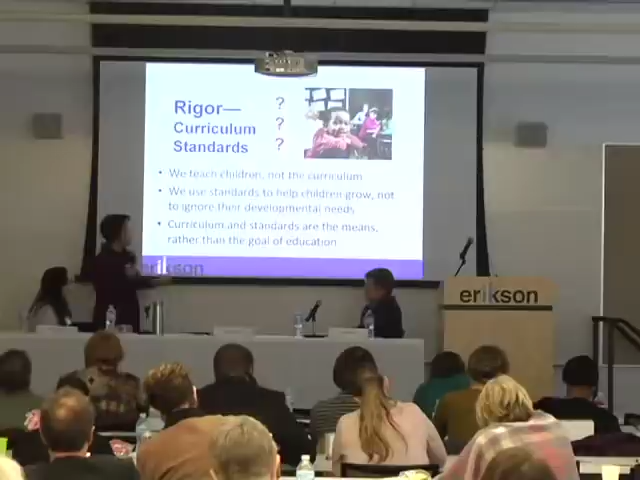 Rigor— ?
Curriculum ?
Standards ?
• We teach children, not the curriculum
• We use standards to help children grow, not
to ignore their developmental needs
• Curriculum and standards are the means,
rather than the goal of education
erikson
erikson